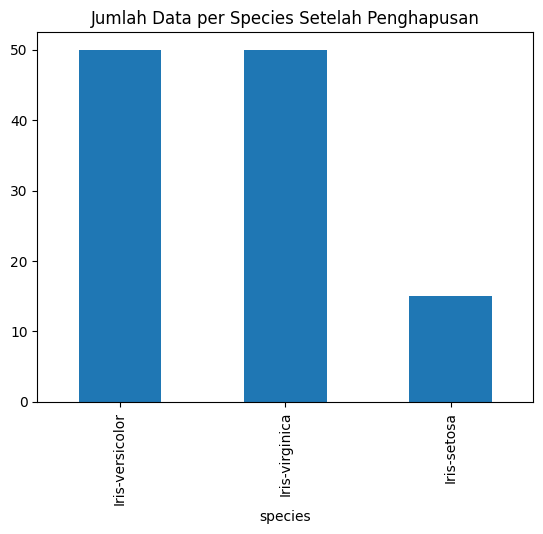 Jumlah Data per Species Setelah Penghapusan
50
40
30
20
10
0
Iris-versicolor
Iris-virginica
Iris-setosa
species